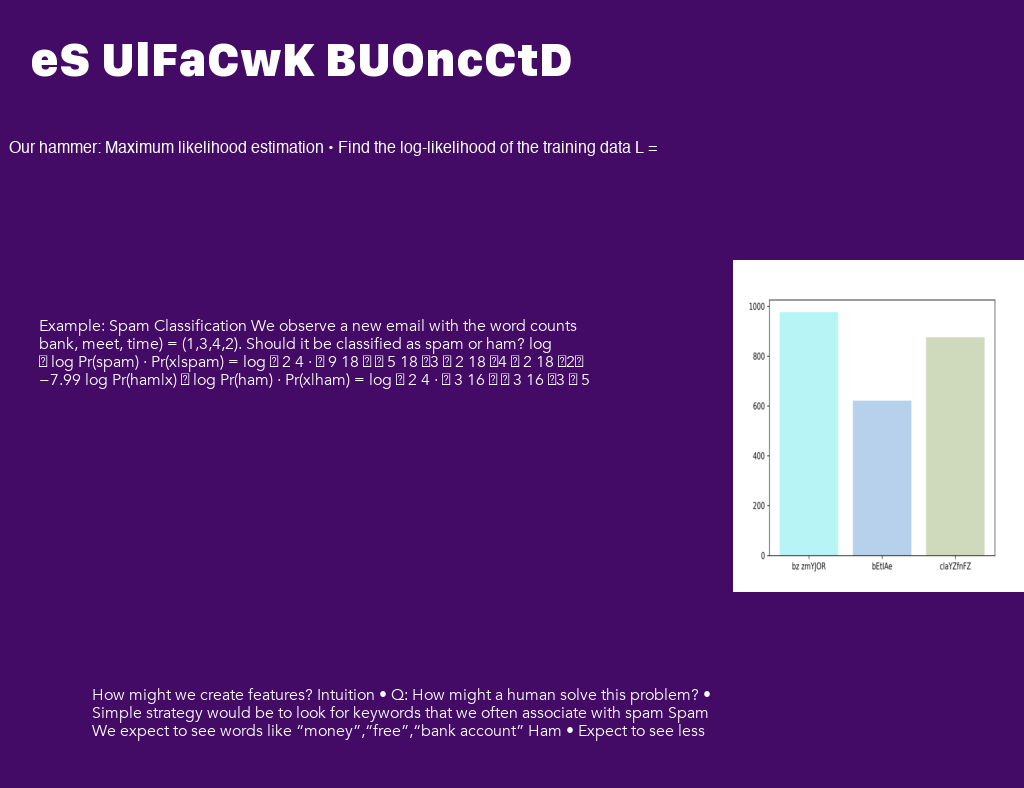 eS UlFaCwK BUOncCtD
Our hammer: Maximum likelihood estimation • Find the log-likelihood of the training data L =
Example: Spam Classification We observe a new email with the word counts
bank, meet, time) = (1,3,4,2). Should it be classified as spam or ham? log
log Pr(spam) · Pr(x|spam) = log 2 4 · 9 18 5 18 3 2 18 4 2 18 2
−7.99 log Pr(ham|x) log Pr(ham) · Pr(x|ham) = log 2 4 · 3 16 3 16 3 5
1000
800
600
400
200
0
bz zmYJOR bEtIAe claYZfnFZ
How might we create features? Intuition • Q: How might a human solve this problem? •
Simple strategy would be to look for keywords that we often associate with spam Spam
We expect to see words like “money”,“free”,“bank account” Ham • Expect to see less